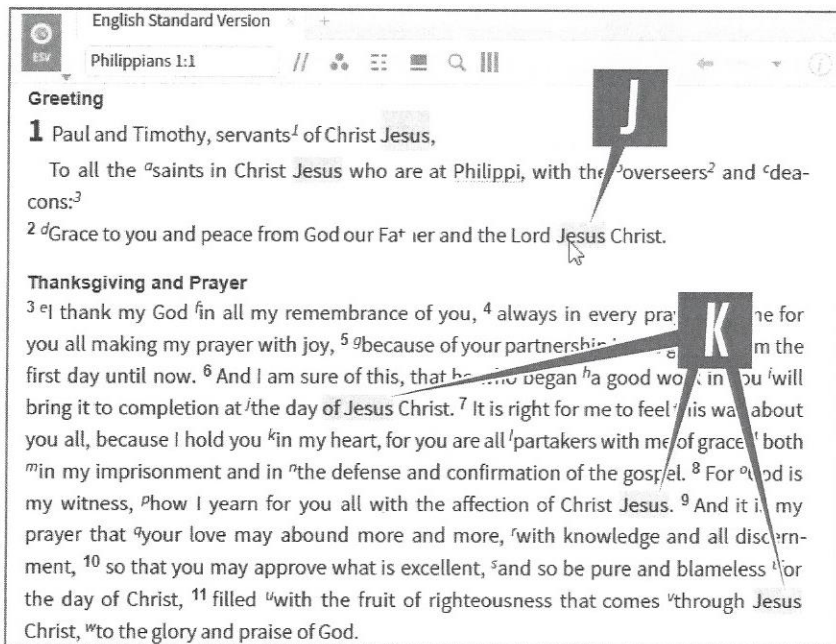 English Standard Version
ESV
Philippians 1:1
Greeting
J
1 Paul and Timothy, servants¹ of Christ Jesus,
To all the ᵃsaints in Christ Jesus who are at Philippi, with the overseers² and ᶜdea-
cons:³
² ᵈGrace to you and peace from God our and the Lord Jesus Christ.
Thanksgiving and Prayer
³ ᵉI thank my God ᶠin all my remembrance of you, ⁴ always in every for
K
you all making my prayer with joy, ⁵ ᵍbecause of your partnership the
first day until now. ⁶ And I am sure of this, that began ʰa good work in you ⁱwill
bring it to completion at ʲthe day of Jesus Christ. ⁷ It is right for me to feel this way about
you all, because I hold you ᵏin my heart, for you are all ˡpartakers with me of grace, both
ᵐin my imprisonment and in ⁿthe defense and confirmation of the gospel. ⁸ For ᵒGod is
my witness, ᵖhow I yearn for you all with the affection of Christ Jesus. ⁹ And it is my
prayer that qyour love may abound more and more, ʳwith knowledge and all discern-
ment, ¹⁰ so that you may approve what is excellent, ˢand so be pure and blameless ᵗfor
the day of Christ, ¹¹ filled ᵘwith the fruit of righteousness that comes ᵛthrough Jesus
Christ, ʷto the glory and praise of God.